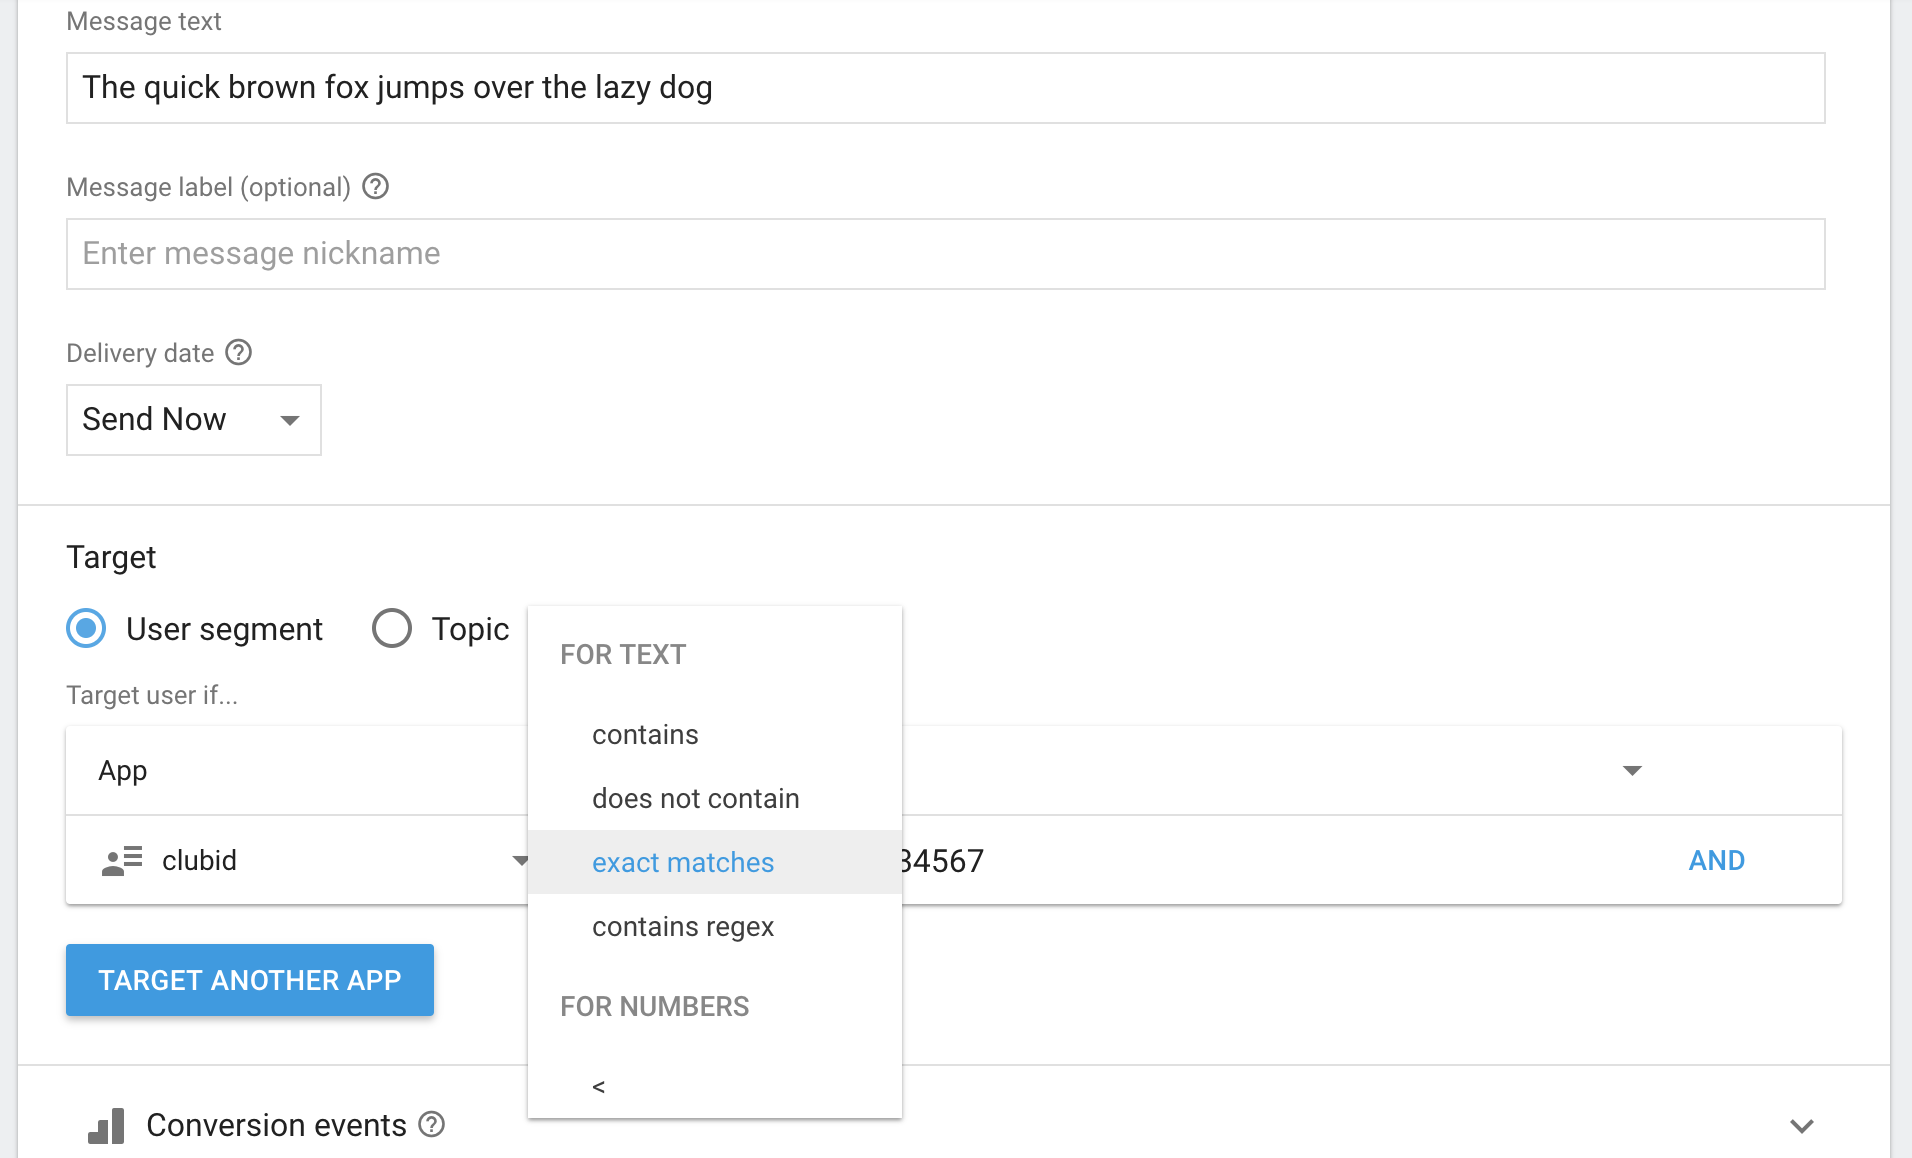 Message text
The quick brown fox jumps over the lazy dog
Message label (optional)
Enter message nickname
Delivery date
Send Now
Target
User segment
Topic
Target user if...
App
clubid
34567
AND
FOR TEXT
contains
does not contain
exact matches
contains regex
FOR NUMBERS
<
TARGET ANOTHER APP
Conversion events